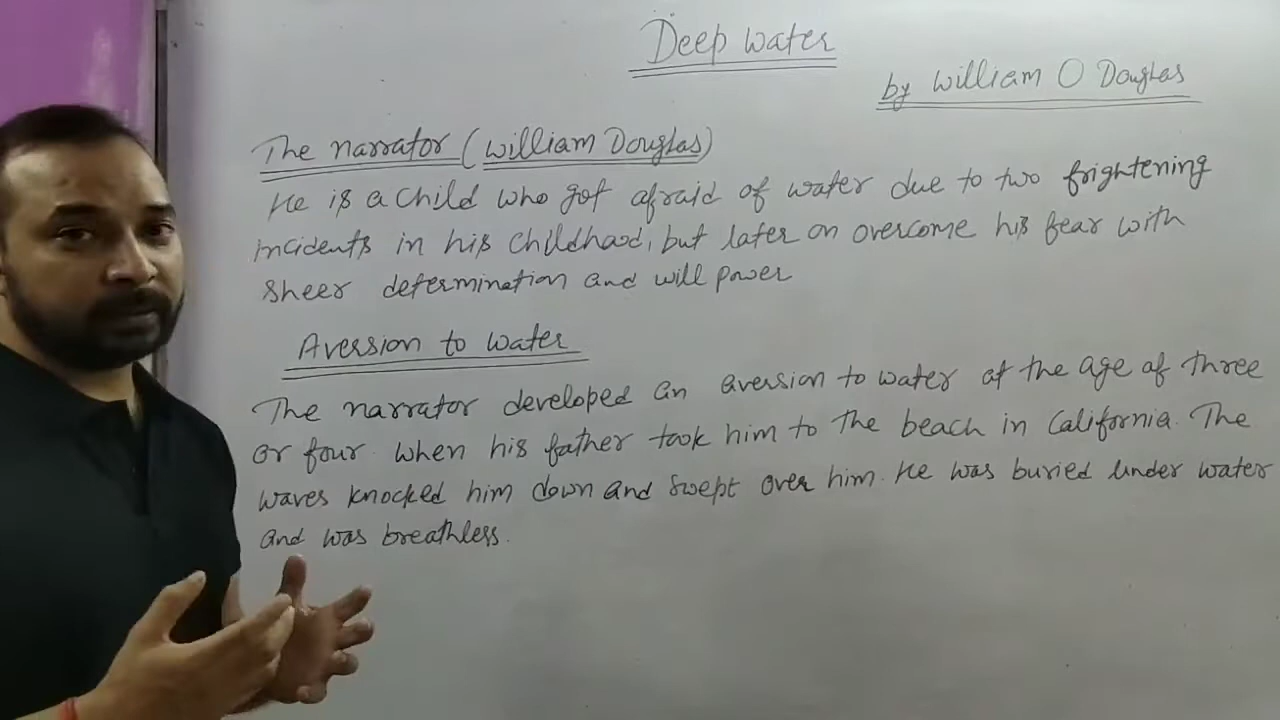 Deep water
by William O Douglas
The narrator (William Douglas)
He is a child who got afraid of water due to two frightening
incidents in his childhood, but later on overcome his fear with
sheer determination and will power
Aversion to water
The narrator developed an aversion to water at the age of three
or four when his father took him to the beach in California. The
waves knocked him down and swept over him. He was buried under water
and was breathless.